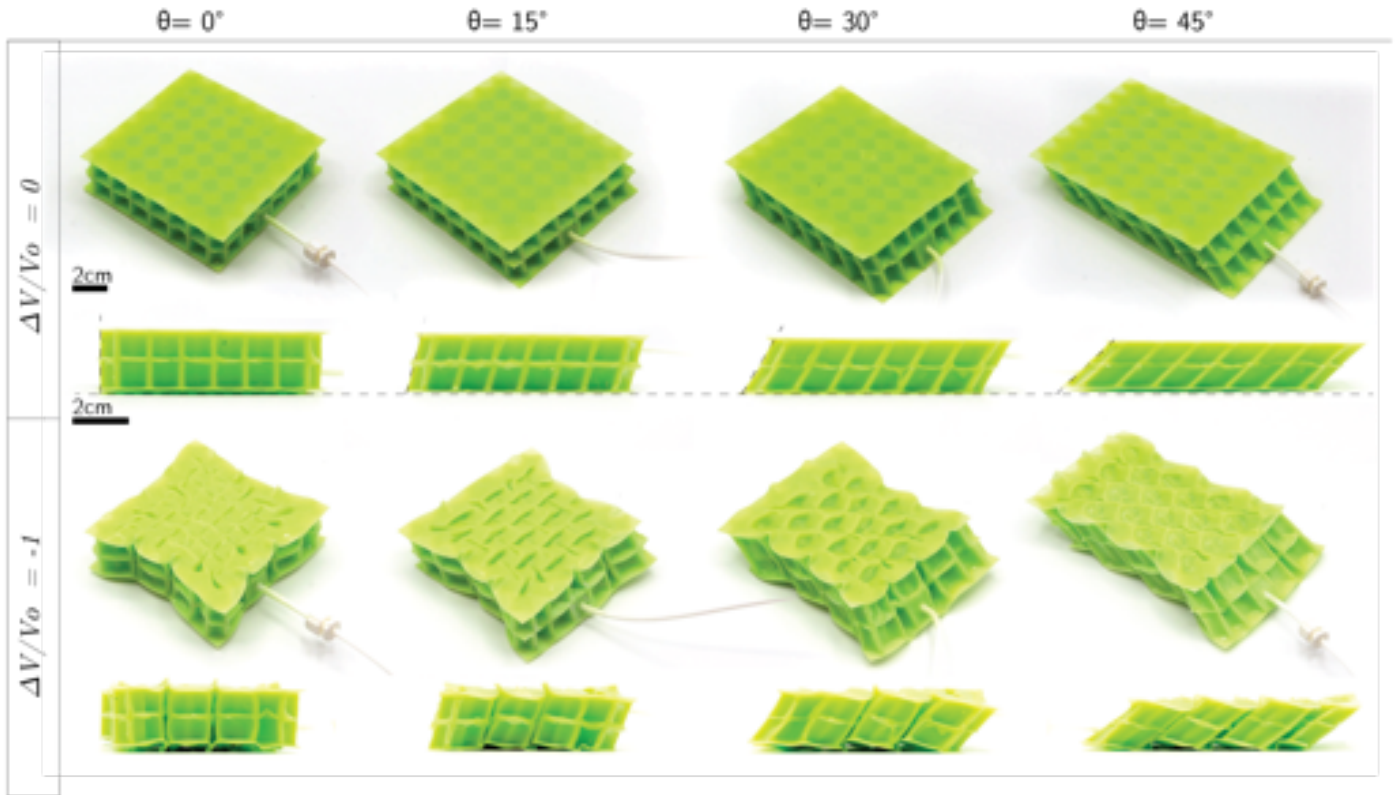 θ= 0° θ= 15° θ= 30° θ= 45°
ΔV/Vo = 0
2cm
2cm
ΔV/Vo = -1